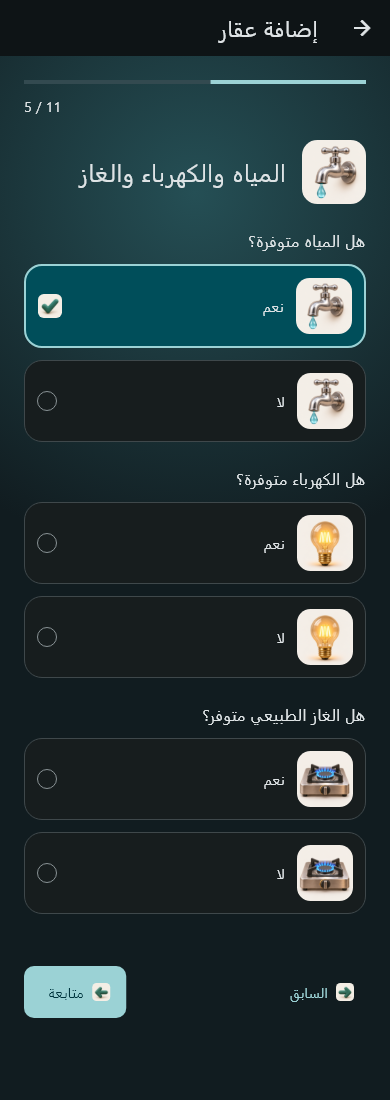 إضافة عقار
5 / 11
المياه والكهرباء والغاز
هل المياه متوفرة؟
نعم
لا
هل الكهرباء متوفرة؟
نعم
لا
هل الغاز الطبيعي متوفر؟
نعم
لا
السابق
متابعة